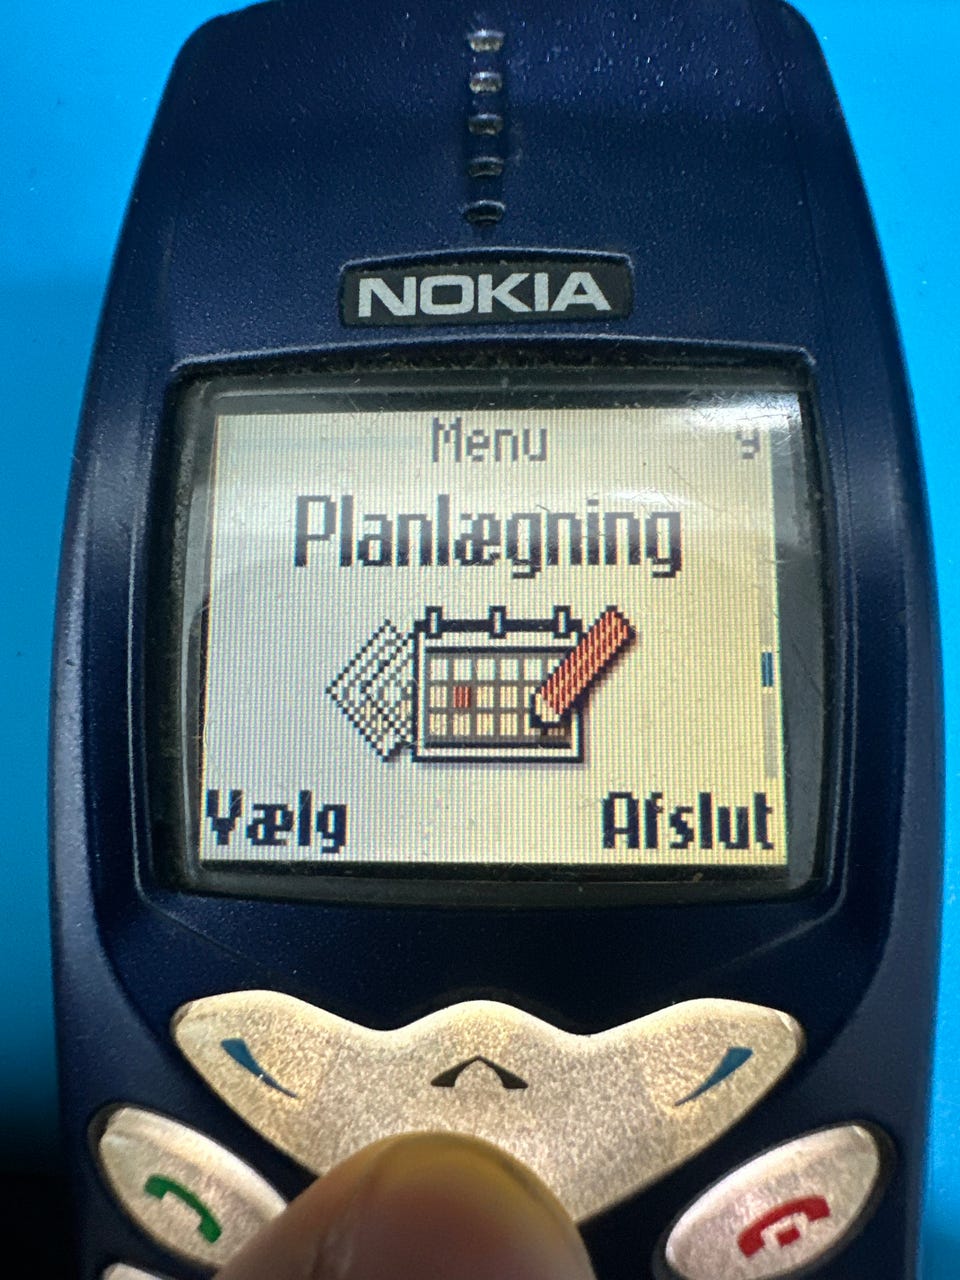 NOKIA
Menu 9
Planlægning
Vælg Afslut